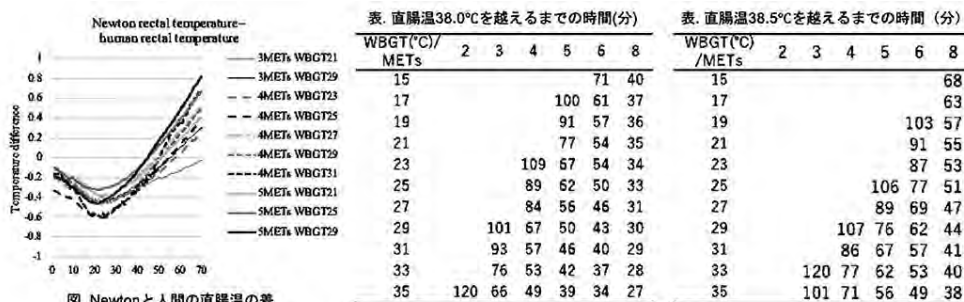 Newton rectal temperature–
human rectal temperature
Temperature difference
1
0.8
0.6
0.4
0.2
0
-0.2
-0.4
-0.6
-0.8
-1
0 10 20 30 40 50 60 70
3METs WBGT21
3METs WBGT29
4METs WBGT23
4METs WBGT25
4METs WBGT27
4METs WBGT29
4METs WBGT31
5METs WBGT21
5METs WBGT25
5METs WBGT29
図. Newtonと人間の直腸温の差
表. 直腸温38.0℃を越えるまでの時間(分)
WBGT(℃)/
METs 2 3 4 5 6 8
15 71 40
17 100 61 37
19 91 57 36
21 77 54 35
23 109 67 54 34
25 89 62 50 33
27 84 56 46 31
29 101 67 50 43 30
31 93 57 46 40 29
33 76 53 42 37 28
35 120 66 49 39 34 27
表. 直腸温38.5℃を越えるまでの時間（分）
WBGT(℃)
/METs 2 3 4 5 6 8
15 68
17 63
19 103 57
21 91 55
23 87 53
25 106 77 51
27 89 69 47
29 107 76 62 44
31 86 67 57 41
33 120 77 62 53 40
35 101 71 56 49 38